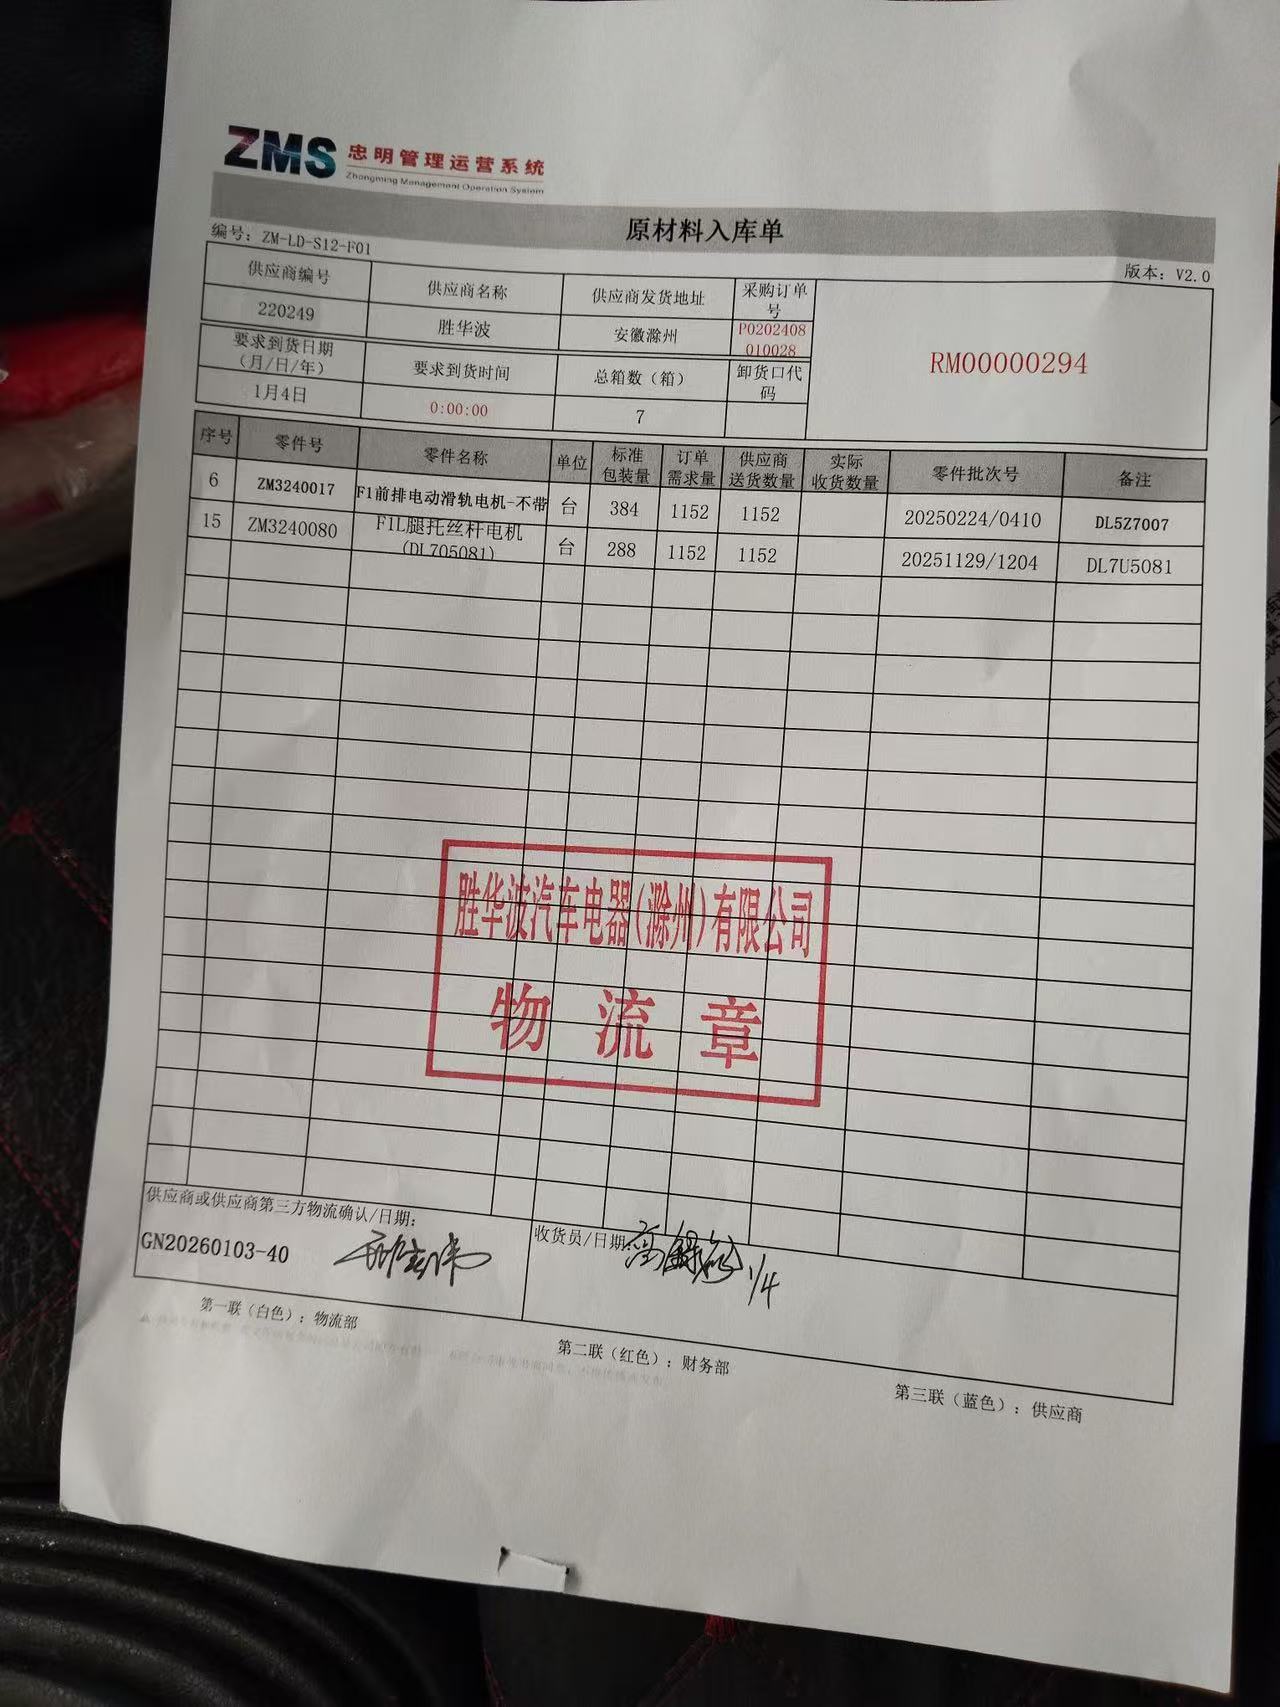 ZMS 忠明管理运营系统
Zhongming Management Operation System
原材料入库单
编号: ZM-LD-S12-F01
版本: V2.0
供应商编号 供应商名称 供应商发货地址 采购订单号
220249 胜华波 安徽滁州 P0202408010028
RM00000294
要求到货日期(月/日/年) 要求到货时间 总箱数（箱） 卸货口代码
1月4日 0:00:00 7
序号 零件号 零件名称 单位 标准包装量 订单需求量 供应商送货数量 实际收货数量 零件批次号 备注
6 ZM3240017 F1前排电动滑轨电机-不带 台 384 1152 1152 20250224/0410 DL5Z7007
15 ZM3240080 F1L腿托丝杆电机(DL705081) 台 288 1152 1152 20251129/1204 DL7U5081
胜华波汽车电器(滁州)有限公司
物流章
供应商或供应商第三方物流确认/日期:
GN20260103-40
收货员/日期: 1/4
第一联（白色）: 物流部
第二联（红色）: 财务部
第三联（蓝色）: 供应商